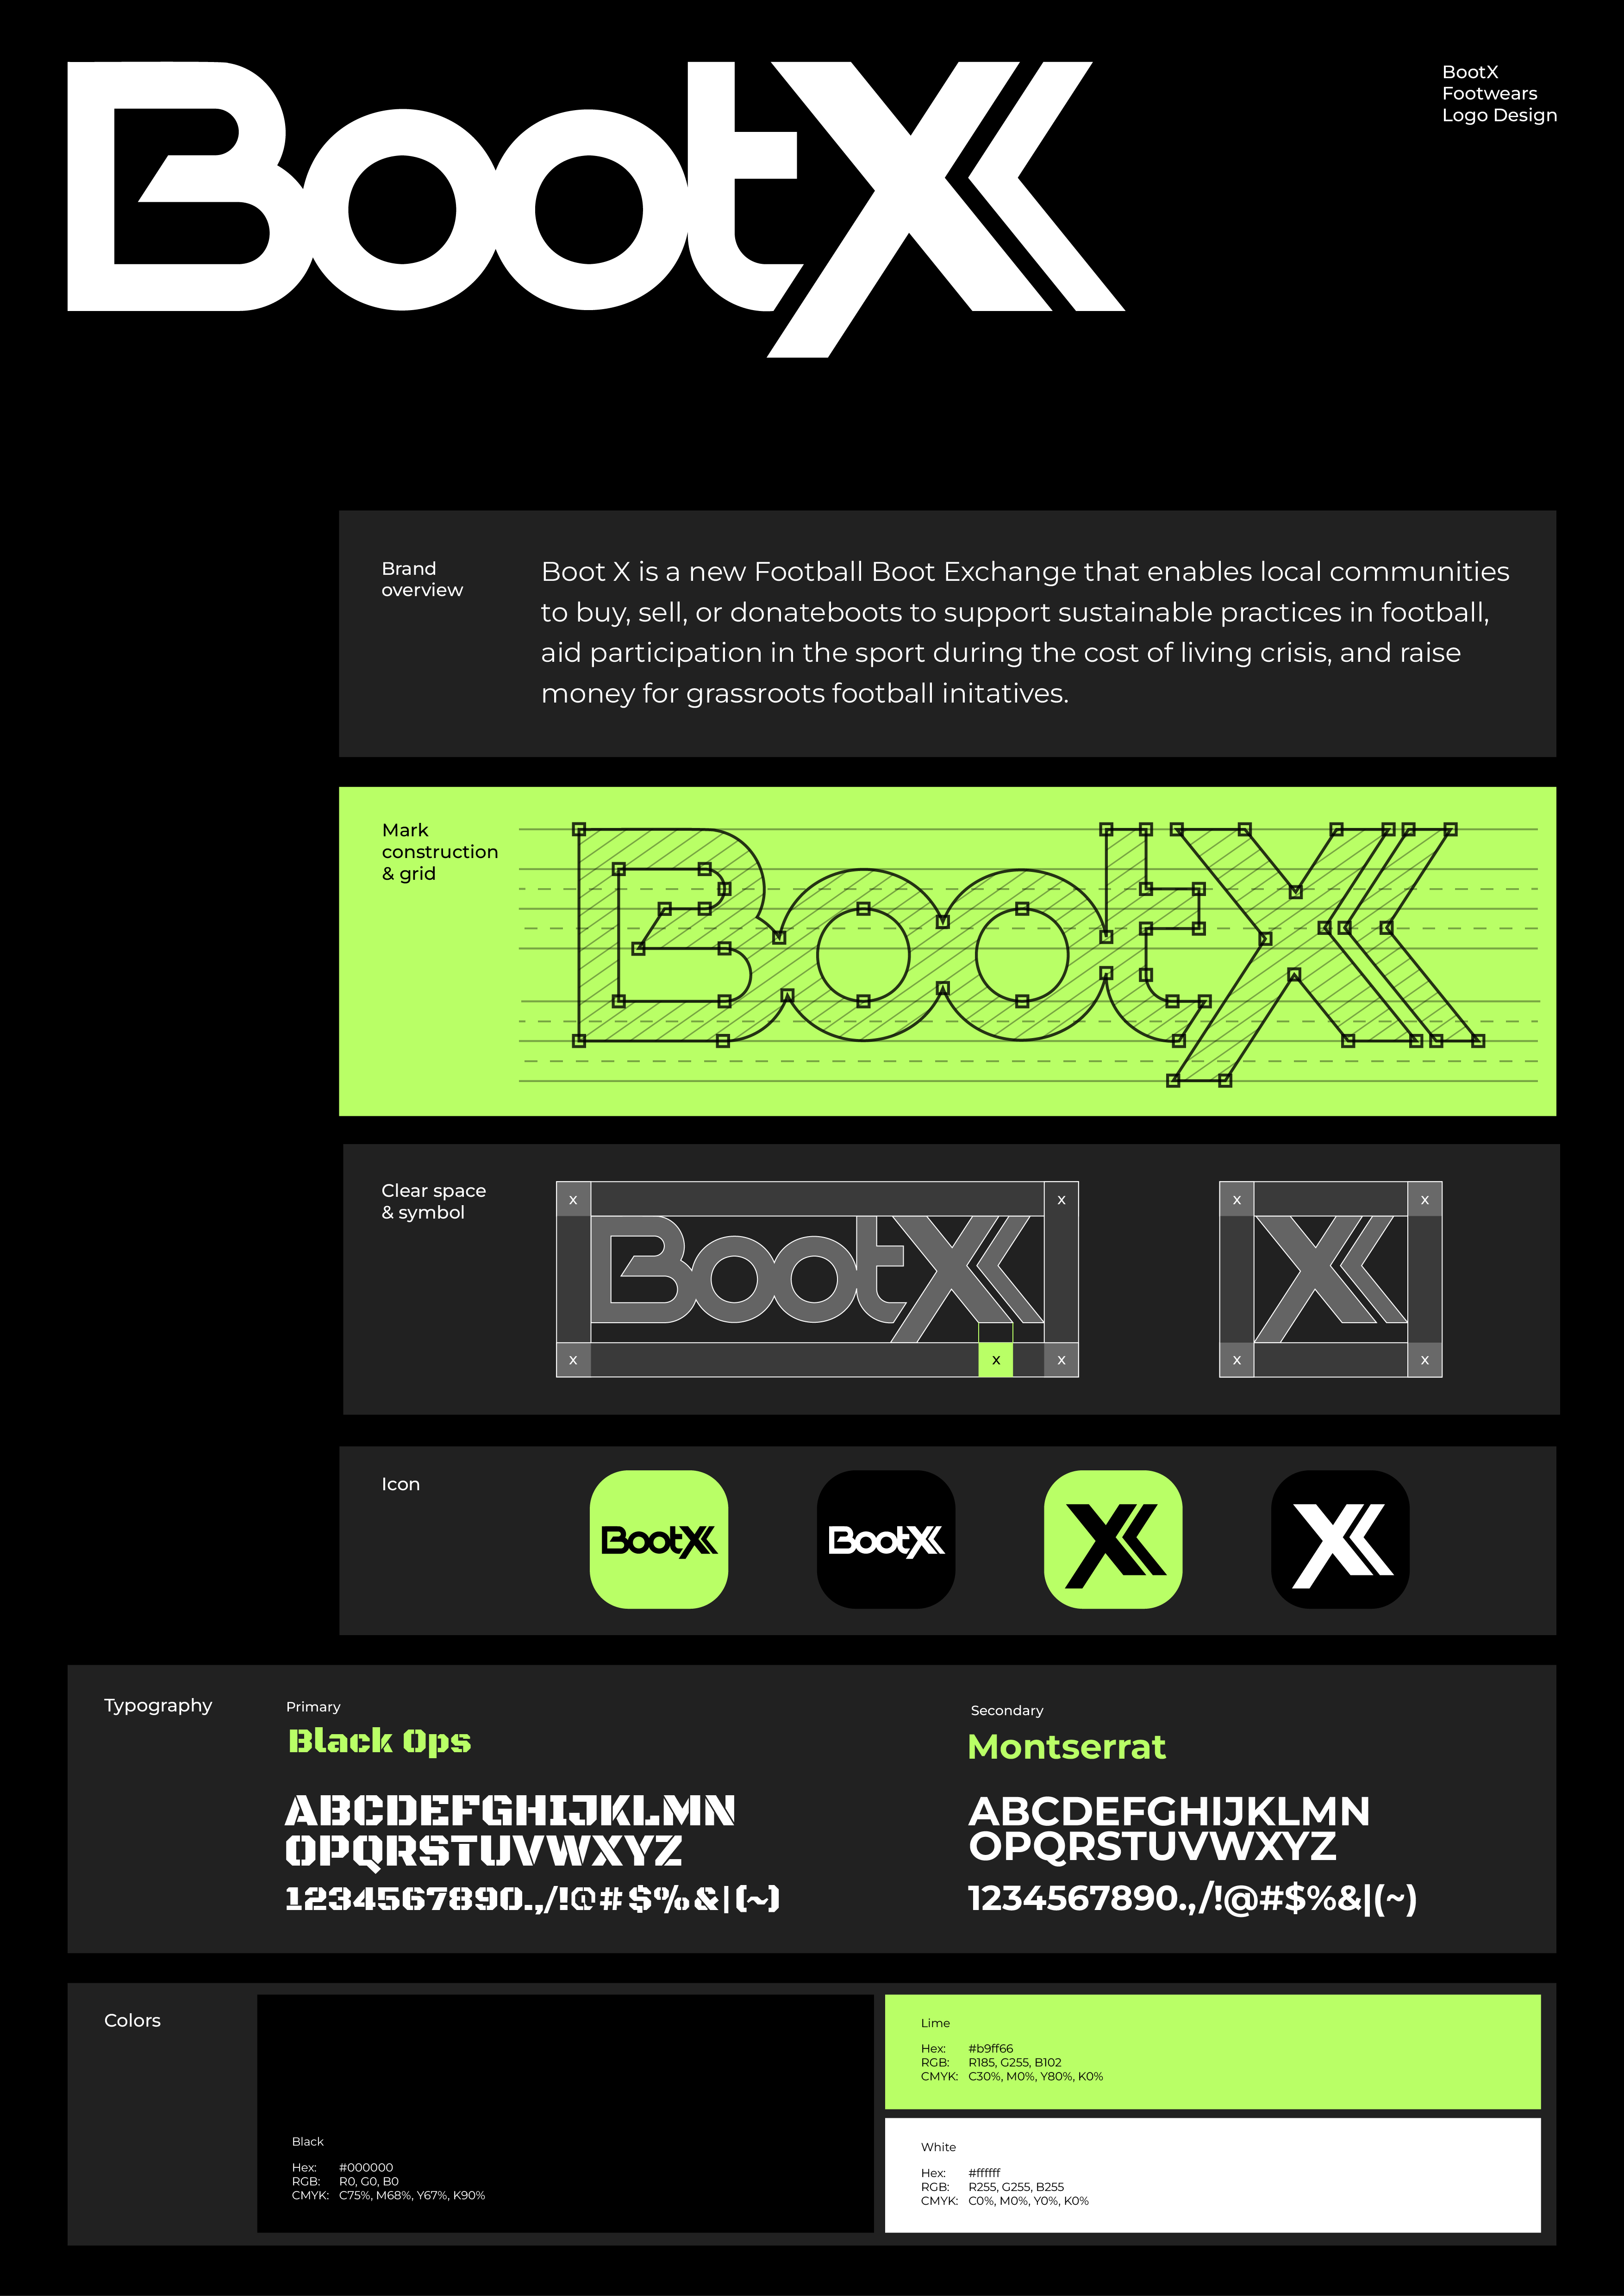 BootX
BootX
Footwears
Logo Design
Brand
overview
Boot X is a new Football Boot Exchange that enables local communities
to buy, sell, or donateboots to support sustainable practices in football,
aid participation in the sport during the cost of living crisis, and raise
money for grassroots football initatives.
Mark
construction
& grid
BootX
Clear space
& symbol
x x
BootX
x x x
x x
X
x x
Icon
BootX
BootX
X
X
Typography
Primary
Black Ops
ABCDEFGHIJKLMN
OPQRSTUVWXYZ
1234567890.,/!@#$%&|(~)
Secondary
Montserrat
ABCDEFGHIJKLMN
OPQRSTUVWXYZ
1234567890.,/!@#$%&|(~)
Colors
Black
Hex: #000000
RGB: R0, G0, B0
CMYK: C75%, M68%, Y67%, K90%
Lime
Hex: #b9ff66
RGB: R185, G255, B102
CMYK: C30%, M0%, Y80%, K0%
White
Hex: #ffffff
RGB: R255, G255, B255
CMYK: C0%, M0%, Y0%, K0%